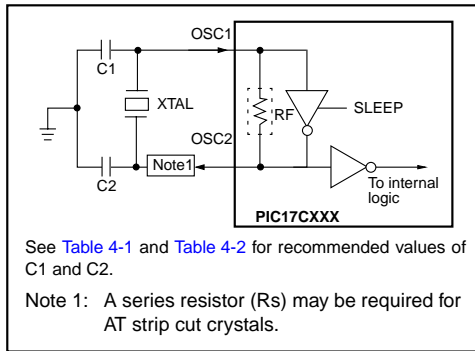 OSC1
C1
XTAL
RF
SLEEP
OSC2
Note1
C2
To internal
logic
PIC17CXXX
See Table 4-1 and Table 4-2 for recommended values of
C1 and C2.
Note 1: A series resistor (Rs) may be required for
AT strip cut crystals.